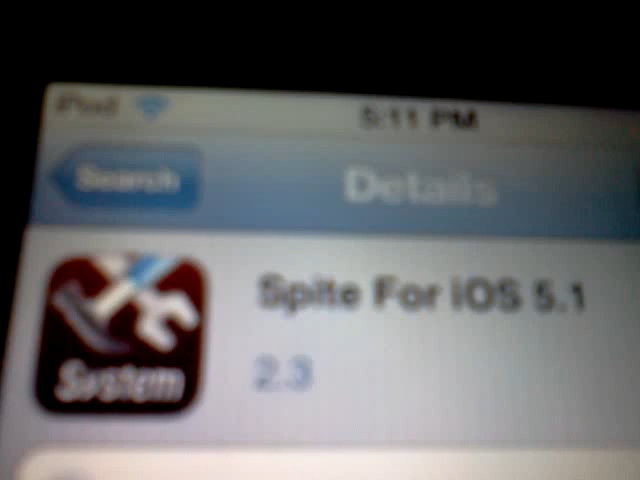 iPod 5:11 PM
Search Details
Spite For iOS 5.1
System
2.3